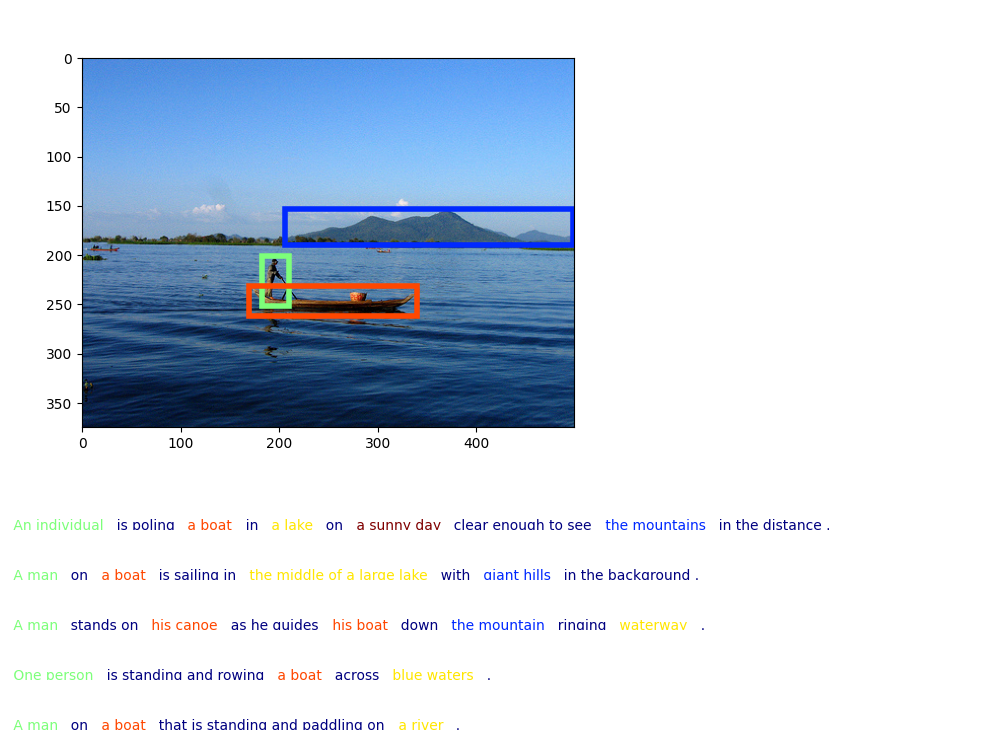 0
50
100
150
200
250
300
350
0 100 200 300 400
An individual is poling a boat in a lake on a sunny day clear enough to see the mountains in the distance .
A man on a boat is sailing in the middle of a large lake with giant hills in the background .
A man stands on his canoe as he guides his boat down the mountain ringing waterway .
One person is standing and rowing a boat across blue waters .
A man on a boat that is standing and paddling on a river .